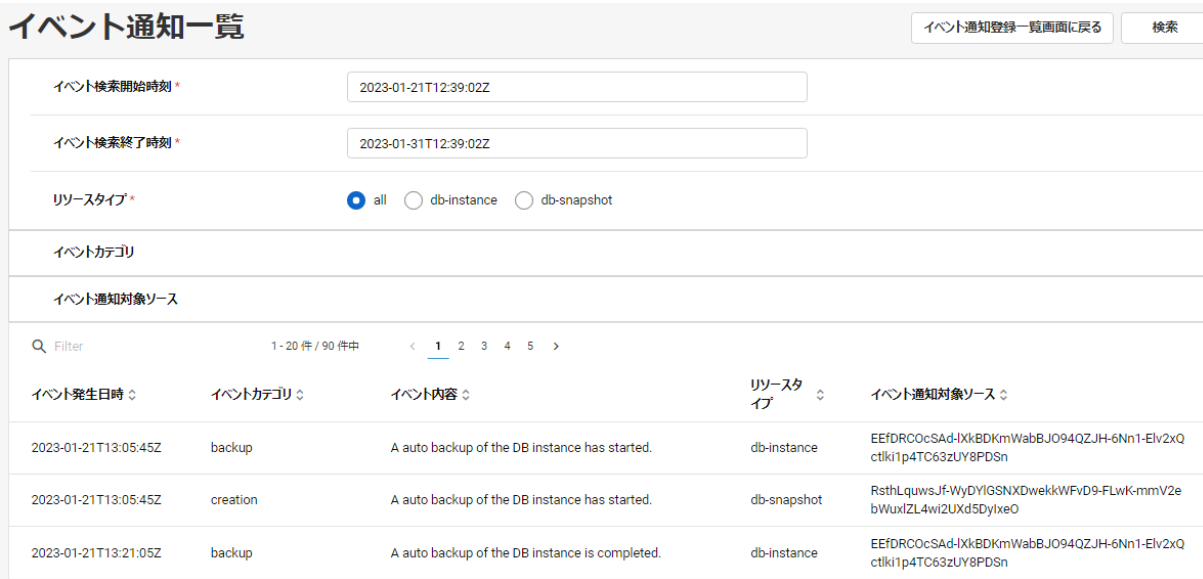 イベント通知一覧
イベント通知登録一覧画面に戻る
検索
イベント検索開始時刻 *
2023-01-21T12:39:02Z
イベント検索終了時刻 *
2023-01-31T12:39:02Z
リソースタイプ *
all db-instance db-snapshot
イベントカテゴリ
イベント通知対象ソース
Filter 1 - 20 件 / 90 件中 < 1 2 3 4 5 >
イベント発生日時 イベントカテゴリ イベント内容 リソースタ イベント通知対象ソース
イプ
2023-01-21T13:05:45Z backup A auto backup of the DB instance has started. db-instance EEfDRCOcSAd-lXkBDKmWabBJO94QZJH-6Nn1-Elv2xQ
ctlki1p4TC63zUY8PDSn
2023-01-21T13:05:45Z creation A auto backup of the DB instance has started. db-snapshot RsthLquwsJf-WyDYlGSNXDwekkWFvD9-FLwK-mmV2e
bWuxlZL4wi2UXd5DyIxeO
2023-01-21T13:21:05Z backup A auto backup of the DB instance is completed. db-instance EEfDRCOcSAd-lXkBDKmWabBJO94QZJH-6Nn1-Elv2xQ
ctlki1p4TC63zUY8PDSn